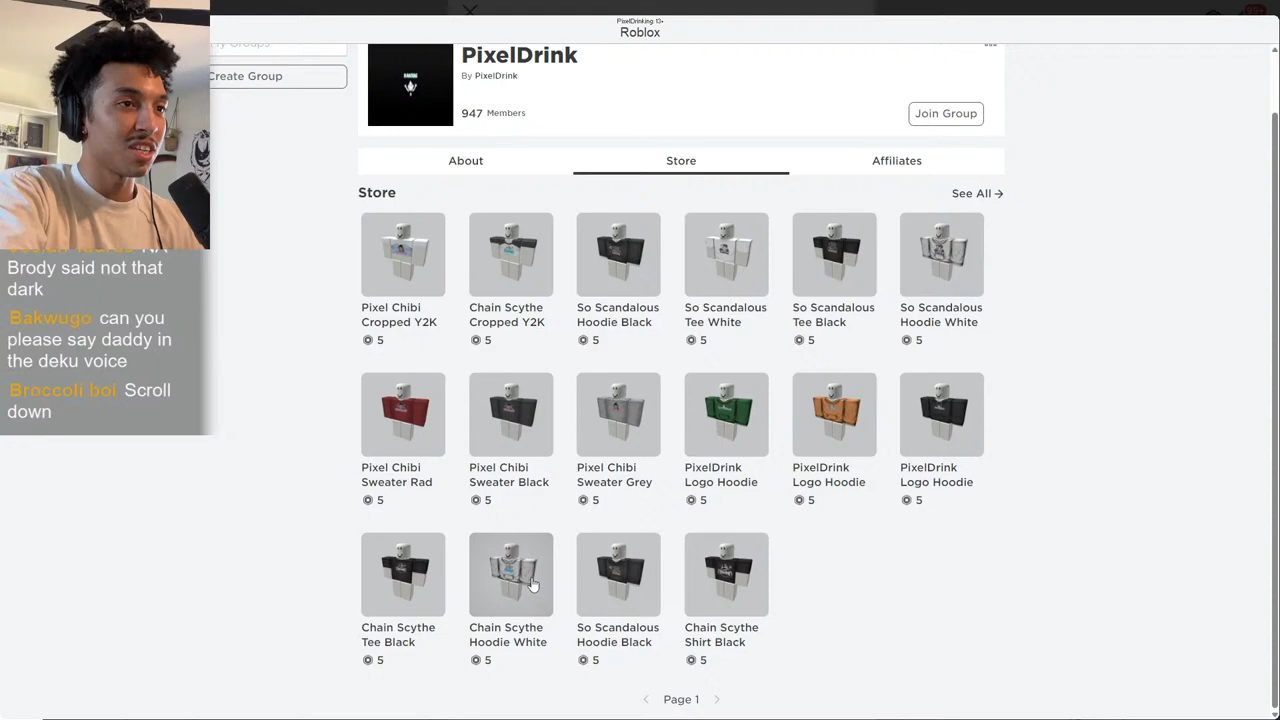 PixelDrinking 13+
Roblox
Create Group
PixelDrink
By PixelDrink
947 Members
Join Group
About
Store
Affiliates
Store
See All →
Pixel Chibi
Cropped Y2K
5
Chain Scythe
Cropped Y2K
5
So Scandalous
Hoodie Black
5
So Scandalous
Tee White
5
So Scandalous
Tee Black
5
So Scandalous
Hoodie White
5
Pixel Chibi
Sweater Rad
5
Pixel Chibi
Sweater Black
5
Pixel Chibi
Sweater Grey
5
PixelDrink
Logo Hoodie
5
PixelDrink
Logo Hoodie
5
PixelDrink
Logo Hoodie
5
Chain Scythe
Tee Black
5
Chain Scythe
Hoodie White
5
So Scandalous
Hoodie Black
5
Chain Scythe
Shirt Black
5
Page 1
Brody said not that
dark
Bakwugo can you
please say daddy in
the deku voice
Broccoli boi Scroll
down